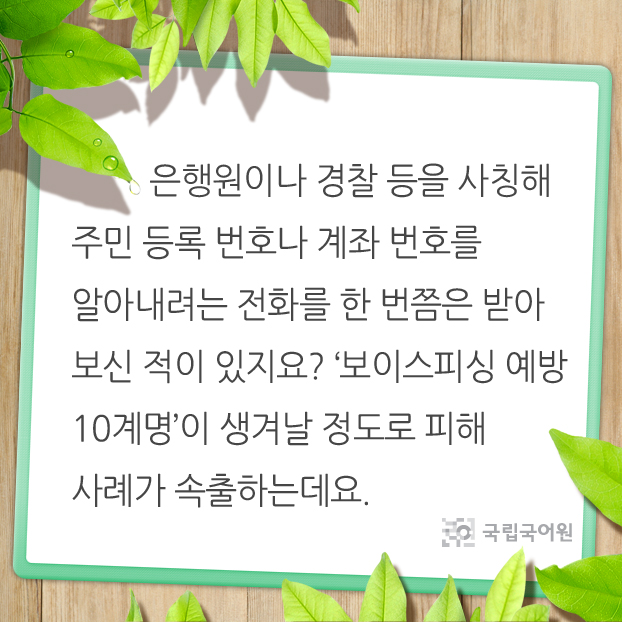 은행원이나 경찰 등을 사칭해
주민 등록 번호나 계좌 번호를
알아내려는 전화를 한 번쯤은 받아
보신 적이 있지요? ‘보이스피싱 예방
10계명’이 생겨날 정도로 피해
사례가 속출하는데요.
국립국어원